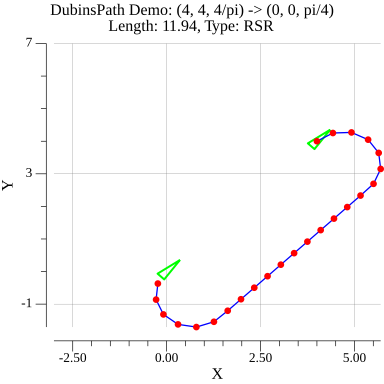 DubinsPath Demo: (4, 4, 4/pi) -> (0, 0, pi/4)
Length: 11.94, Type: RSR
7
3
-1
Y
-2.50 0.00 2.50 5.00
X